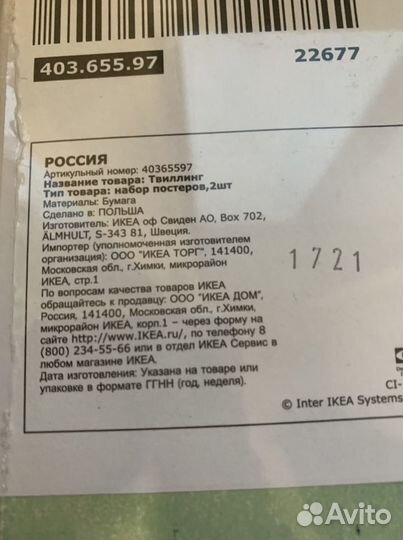 403.655.97
22677
РОССИЯ
Артикульный номер: 40365597
Название товара: Твиллинг
Тип товара: набор постеров,2шт
Материалы: Бумага
Сделано в: ПОЛЬША
Изготовитель: ИКЕА оф Свиден АО, Box 702,
ÄLMHULT, S-343 81, Швеция.
Импортер (уполномоченная изготовителем
организация): ООО "ИКЕА ТОРГ", 141400,
Московская обл., г.Химки, микрорайон
ИКЕА, стр.1
1721
По вопросам качества товаров ИКЕА
обращайтесь к продавцу: ООО "ИКЕА ДОМ",
Россия, 141400, Московская обл., г.Химки,
микрорайон ИКЕА, корп.1 – через форму на
сайте http://www.IKEA.ru/, по телефону 8
(800) 234-55-66 или в отдел ИКЕА Сервис в
любом магазине ИКЕА.
Дата изготовления: Указана на товаре или
упаковке в формате ГГНН (год, неделя).
CI-
© Inter IKEA Systems
Avito